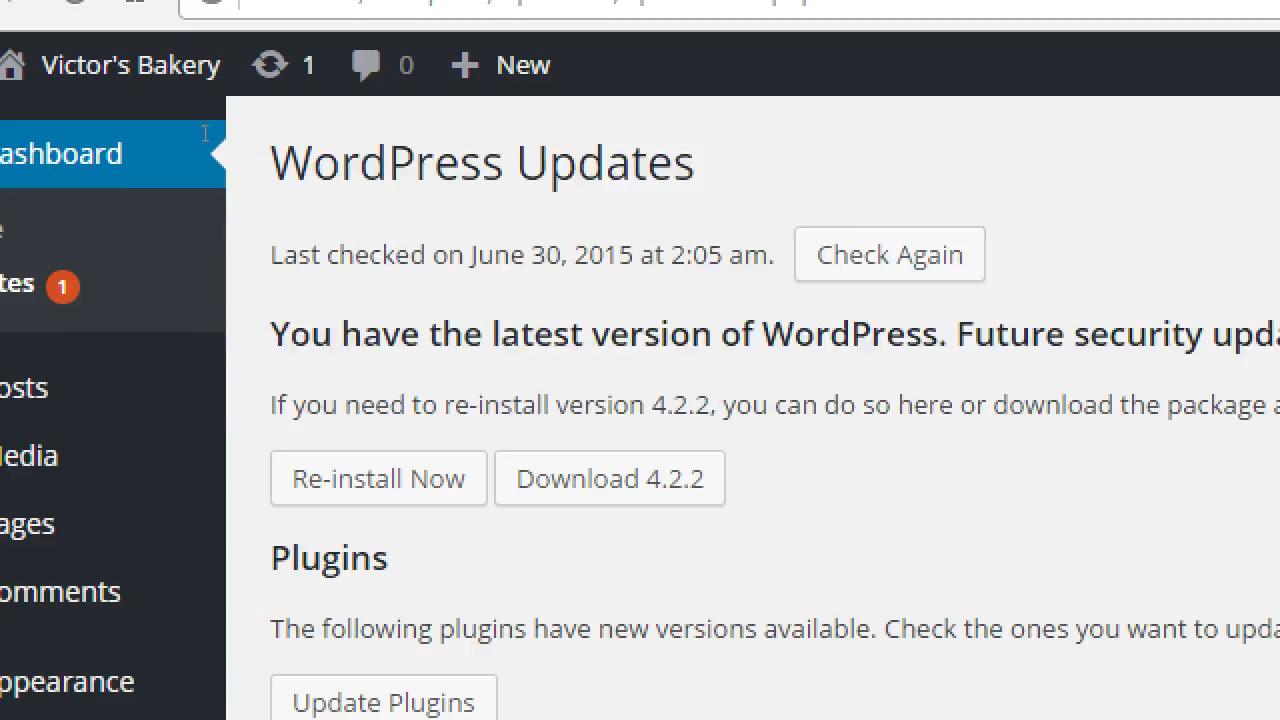 Victor's Bakery 1 0 New
ashboard
WordPress Updates
e
Last checked on June 30, 2015 at 2:05 am. Check Again
tes 1
You have the latest version of WordPress. Future security upda
osts
If you need to re-install version 4.2.2, you can do so here or download the package a
edia
Re-install Now Download 4.2.2
ages
Plugins
omments
The following plugins have new versions available. Check the ones you want to upda
ppearance
Update Plugins